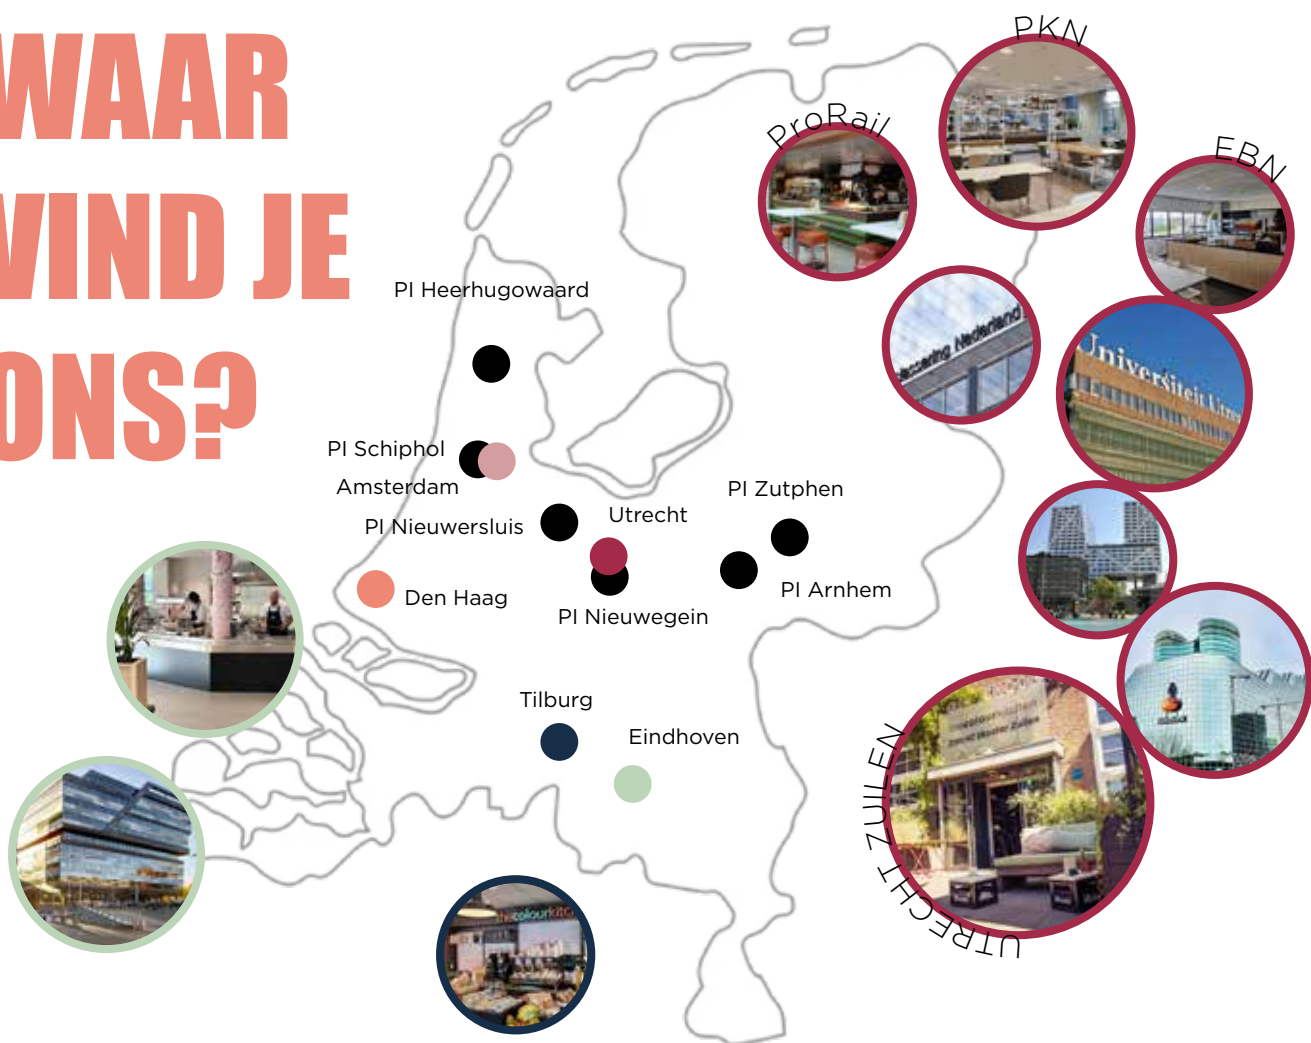 WAAR
VIND JE
ONS?
PKN
ProRail
EBN
PI Heerhugowaard
Nederland
Universiteit
PI Schiphol
Amsterdam
PI Zutphen
PI Nieuwersluis
Utrecht
Den Haag
PI Arnhem
PI Nieuwegein
Tilburg
Eindhoven
UTRECHT ZUILEN